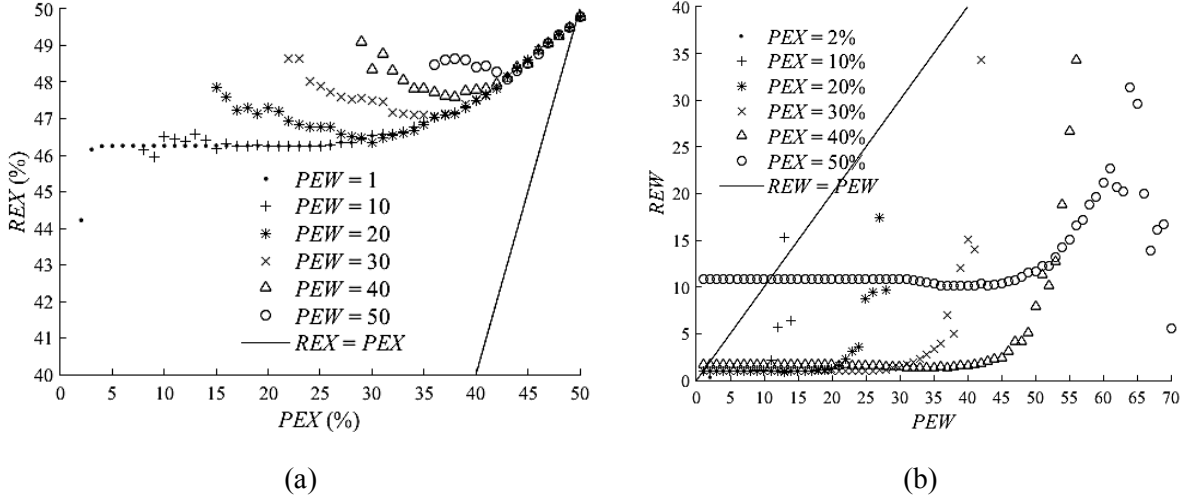 50
49
48
47
46
45
44
43
42
41
40
REX (%)
PEW = 1
PEW = 10
PEW = 20
PEW = 30
PEW = 40
PEW = 50
REX = PEX
0 5 10 15 20 25 30 35 40 45 50
PEX (%)
(a)
40
35
30
25
20
15
10
5
0
REW
PEX = 2%
PEX = 10%
PEX = 20%
PEX = 30%
PEX = 40%
PEX = 50%
REW = PEW
0 5 10 15 20 25 30 35 40 45 50 55 60 65 70
PEW
(b)